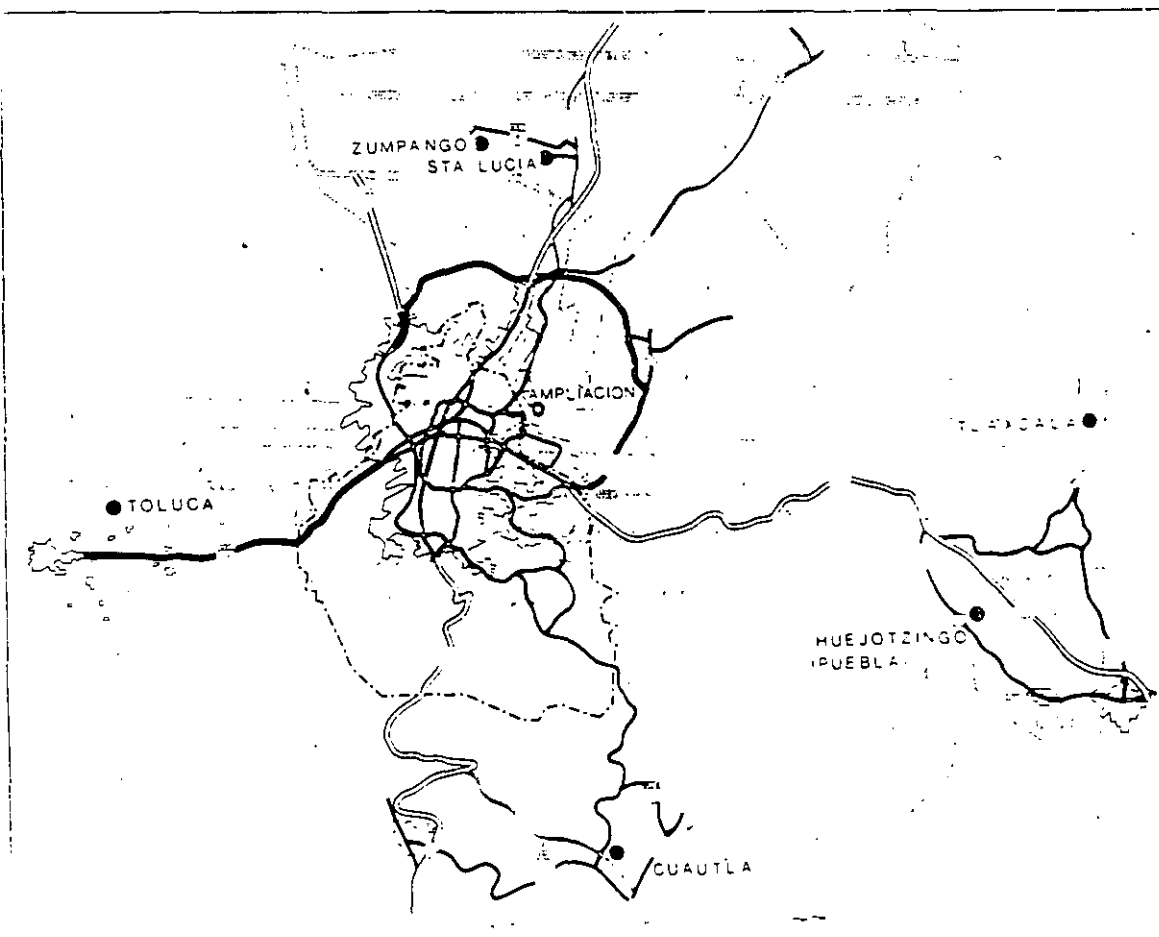 ZUMPANGO
STA LUCIA
AMPLIACION
TLAXCALA
TOLUCA
HUEJOTZINGO
(PUEBLA)
CUAUTLA